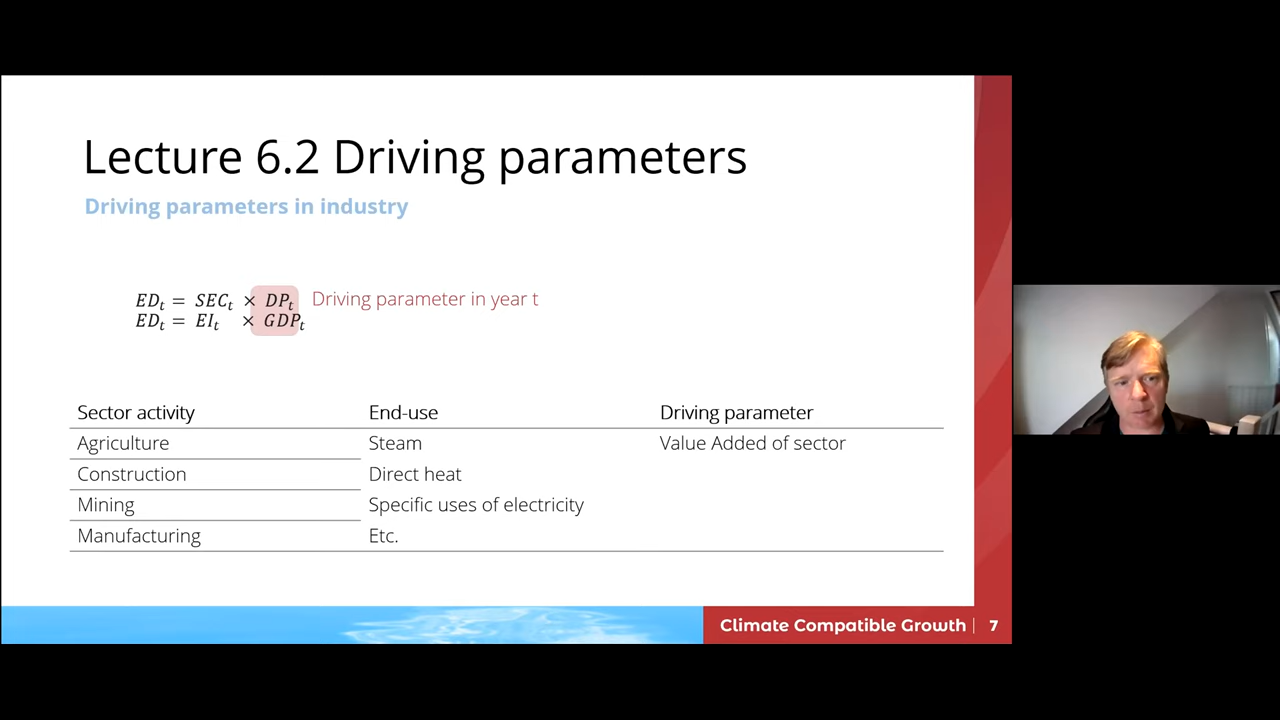 Lecture 6.2 Driving parameters
Driving parameters in industry
EDₜ = SECₜ × DPₜ Driving parameter in year t
EDₜ = EIₜ × GDPₜ
Sector activity End-use Driving parameter
Agriculture Steam Value Added of sector
Construction Direct heat
Mining Specific uses of electricity
Manufacturing Etc.
Climate Compatible Growth | 7